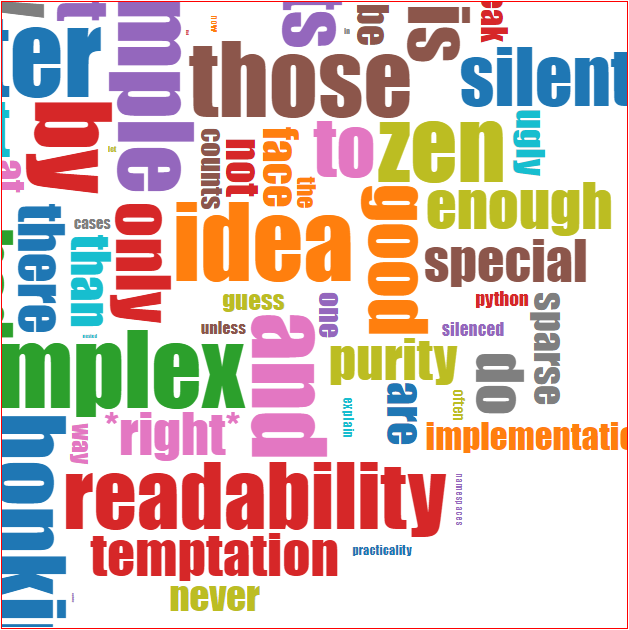 ter
mple
now
ts
be
is
eak
those
silent
by
at
counts
not
face
the
to
zen
ugly
enough
there
cases
than
only
idea
good
special
guess
one
python
sparse
unless
silenced
mplex
and
purity
do
are
often
explain
honki
way
*right*
implementatio
readability
namespaces
temptation
practicality
never